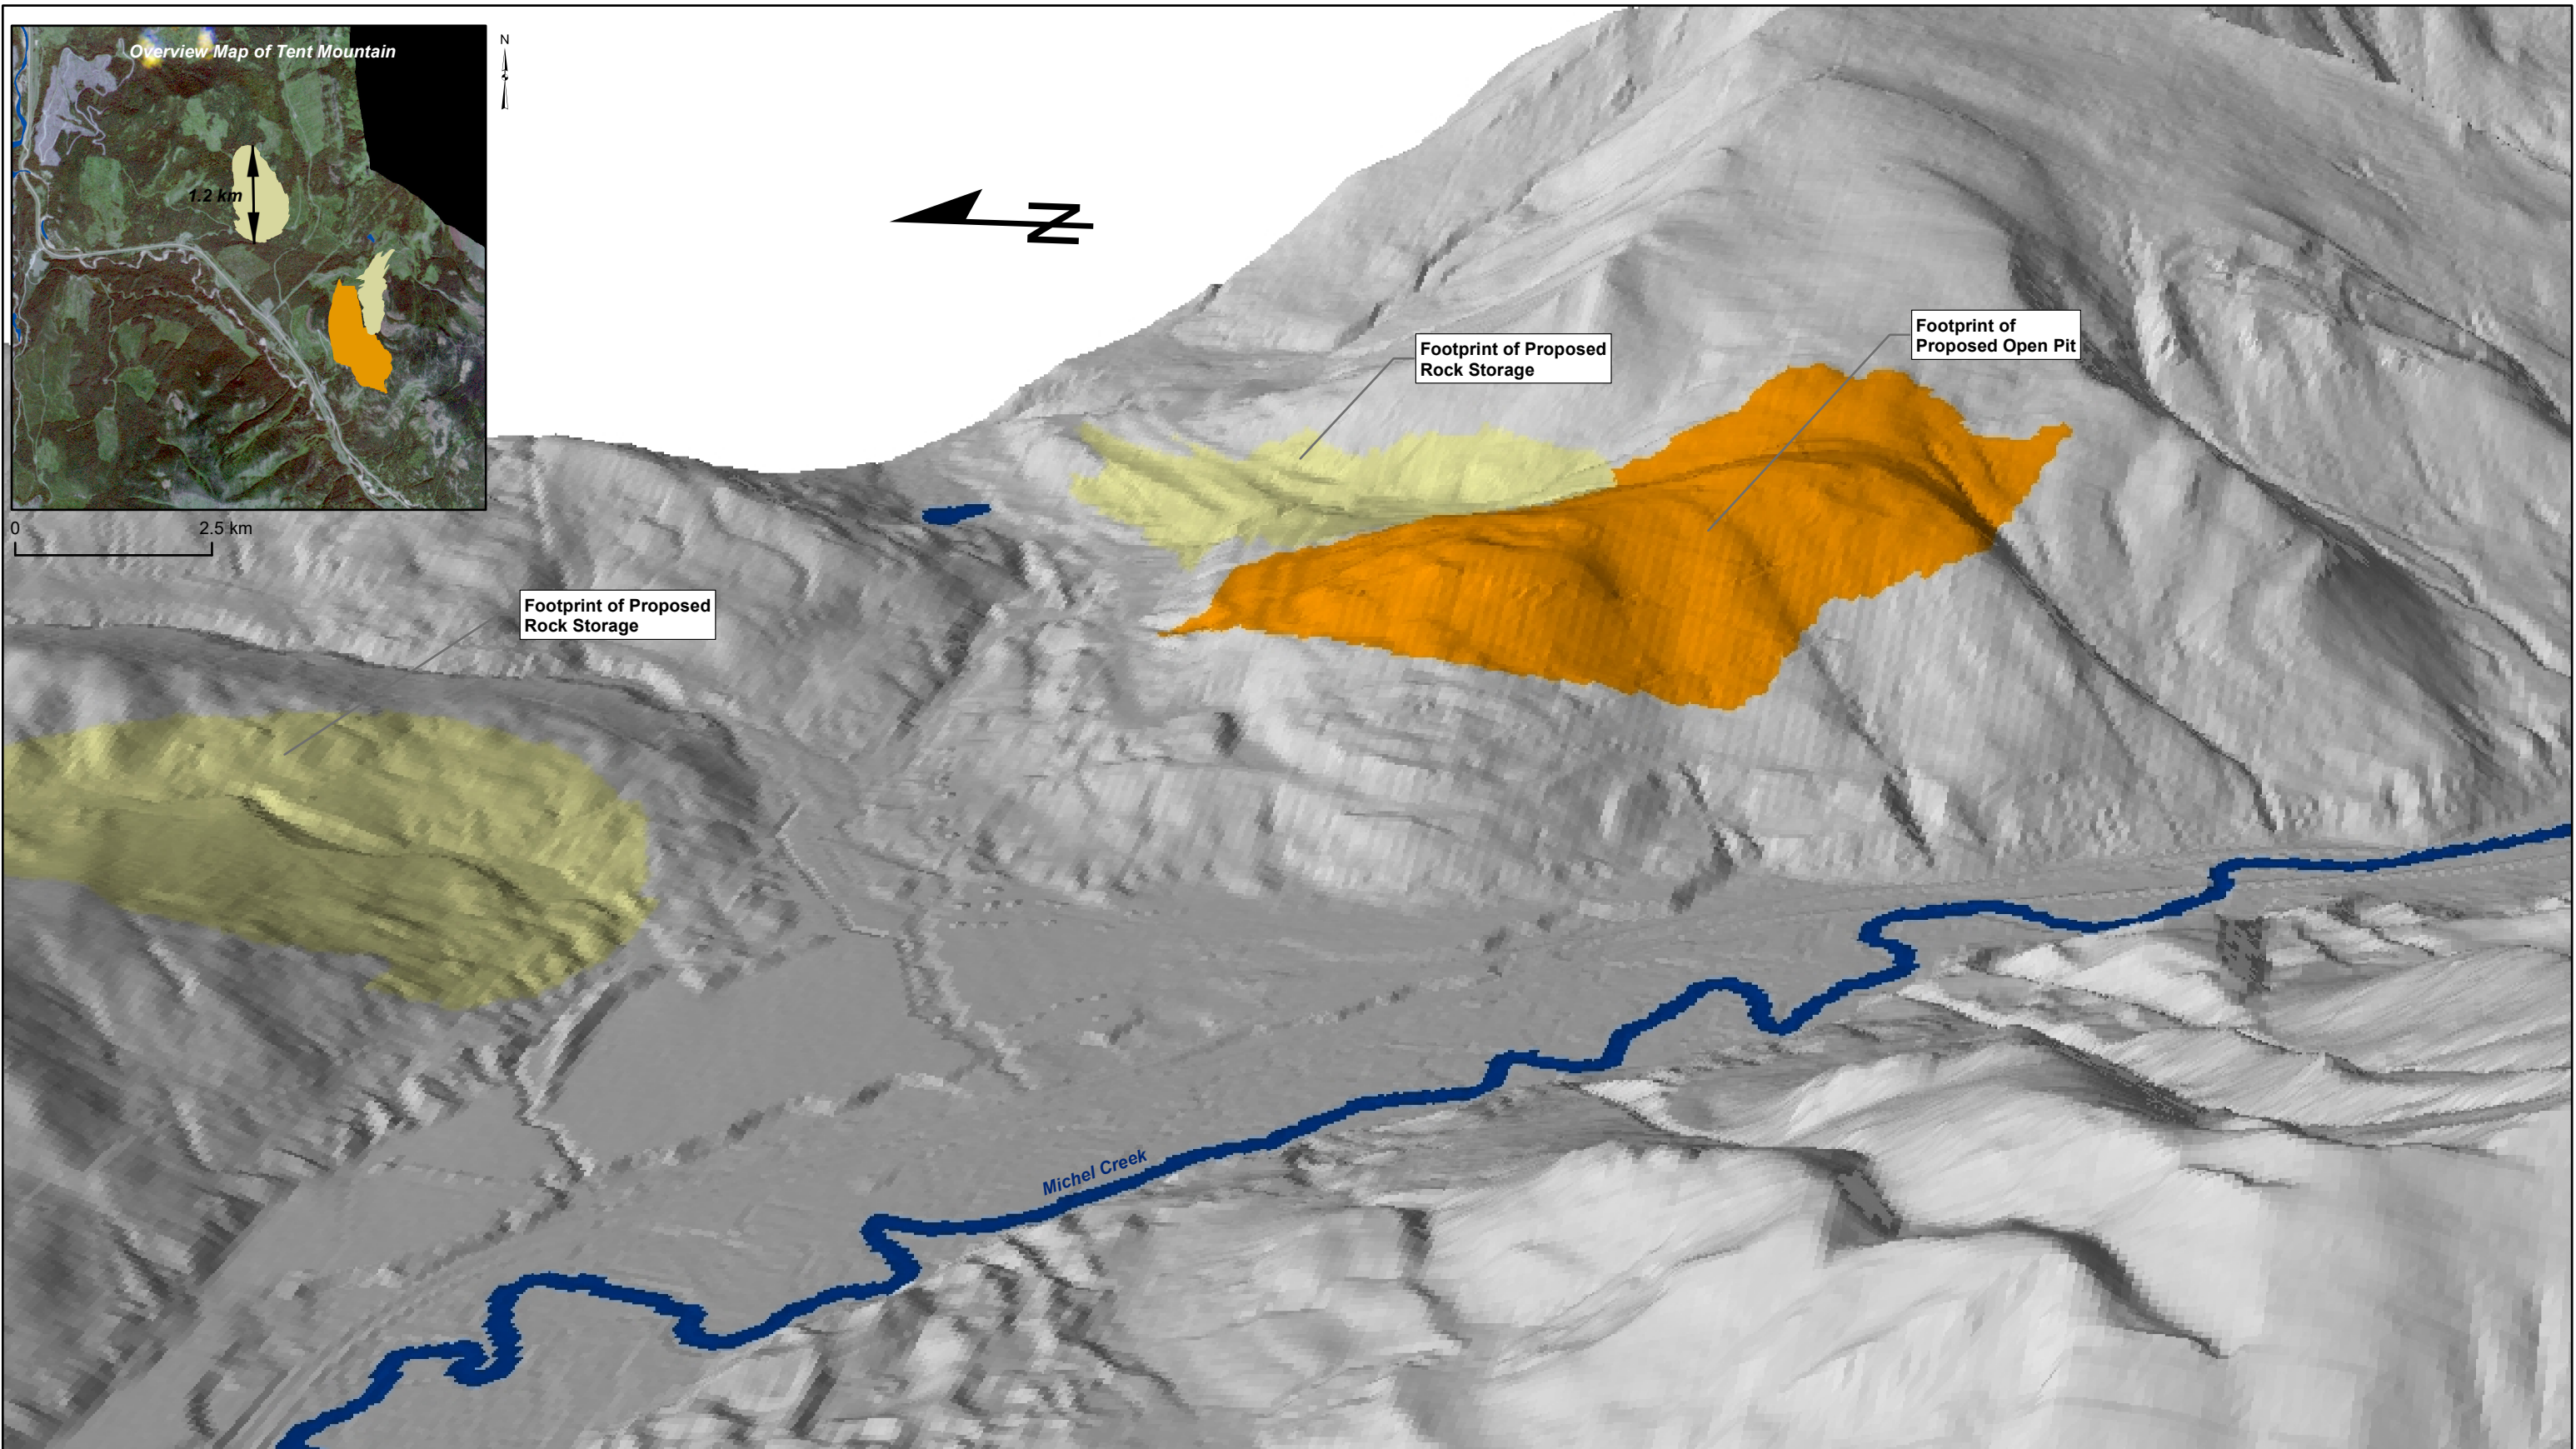 Overview Map of Tent Mountain
N
1.2 km
0
2.5 km
N
Footprint of Proposed
Rock Storage
Footprint of
Proposed Open Pit
Footprint of Proposed
Rock Storage
Michel Creek